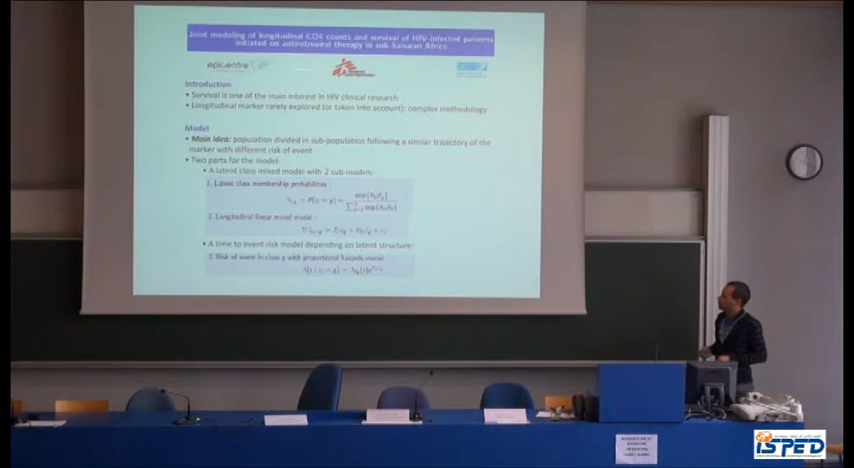 Joint modeling of longitudinal CD4 counts and survival of HIV-infected patients
initiated on antiretroviral therapy in sub Saharan Africa
epicentre
Introduction
• Survival is one of the main interest in HIV clinical research
• Longitudinal marker rarely explored (or taken into account): complex methodology
Model
• Main idea: population divided in sub-population following a similar trajectory of the
marker with different risk of event
• Two parts for the model:
• A latent class mixed model with 2 sub-models:
1. Latent class membership probabilities :
2. Longitudinal linear mixed model :
• A time to event risk model depending on latent structure:
3. Risk of event in class g with proportional hazards model
ISPED